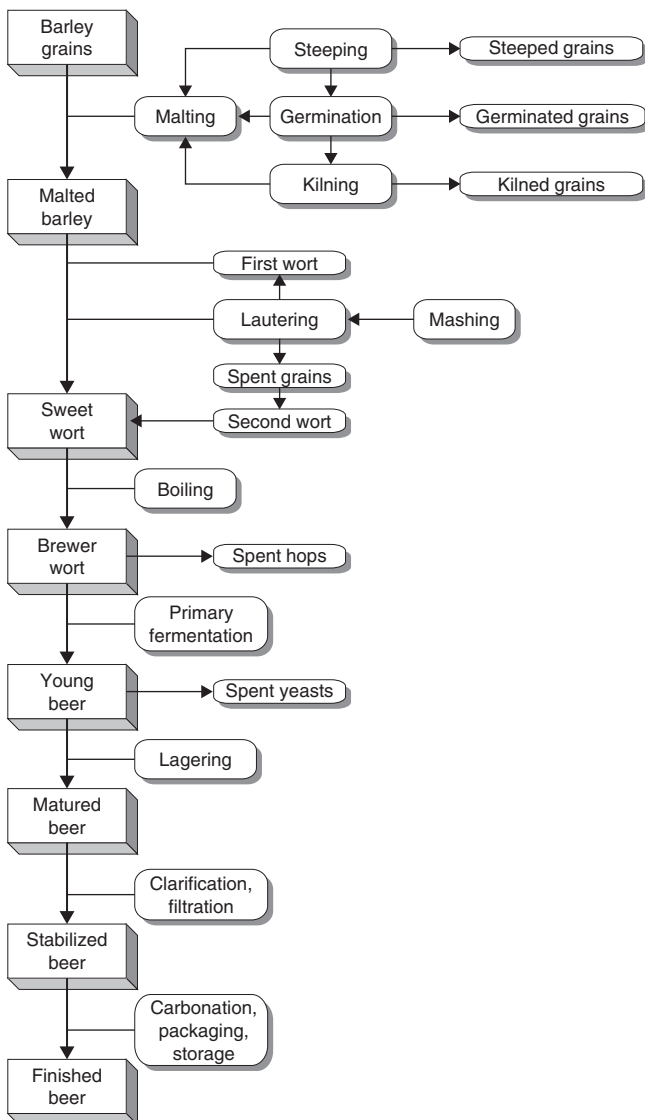 Barley
grains
Steeping
Steeped grains
Malting
Germination
Germinated grains
Kilning
Kilned grains
Malted
barley
First wort
Lautering
Mashing
Spent grains
Sweet
wort
Second wort
Boiling
Brewer
wort
Spent hops
Primary
fermentation
Young
beer
Spent yeasts
Lagering
Matured
beer
Clarification,
filtration
Stabilized
beer
Carbonation,
packaging,
storage
Finished
beer